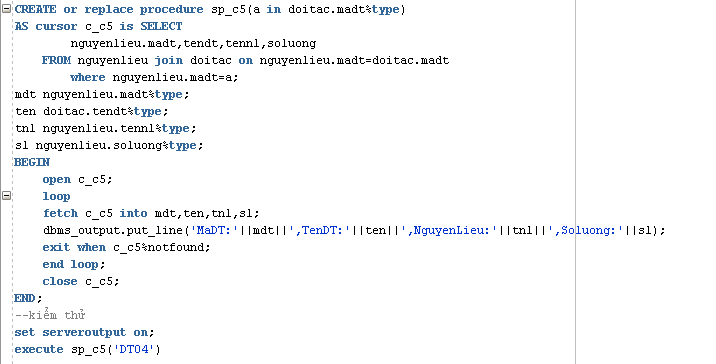 CREATE or replace procedure sp_c5(a in doitac.madt%type)
AS cursor c_c5 is SELECT
nguyenlieu.madt,tendt,tennl,soluong
FROM nguyenlieu join doitac on nguyenlieu.madt=doitac.madt
where nguyenlieu.madt=a;
mdt nguyenlieu.madt%type;
ten doitac.tendt%type;
tnl nguyenlieu.tennl%type;
sl nguyenlieu.soluong%type;
BEGIN
open c_c5;
loop
fetch c_c5 into mdt,ten,tnl,sl;
dbms_output.put_line('MaDT:'||mdt||',TenDT:'||ten||',NguyenLieu:'||tnl||',Soluong:'||sl);
exit when c_c5%notfound;
end loop;
close c_c5;
END;
--kiểm thử
set serveroutput on;
execute sp_c5('DT04')